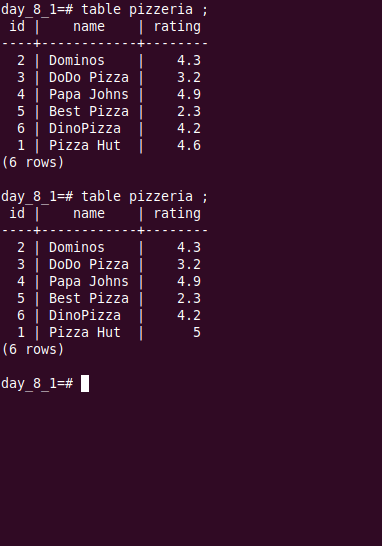 day_8_1=# table pizzeria ;
 id |    name    | rating
----+------------+--------
  2 | Dominos    |    4.3
  3 | DoDo Pizza |    3.2
  4 | Papa Johns |    4.9
  5 | Best Pizza |    2.3
  6 | DinoPizza  |    4.2
  1 | Pizza Hut  |    4.6
(6 rows)

day_8_1=# table pizzeria ;
 id |    name    | rating
----+------------+--------
  2 | Dominos    |    4.3
  3 | DoDo Pizza |    3.2
  4 | Papa Johns |    4.9
  5 | Best Pizza |    2.3
  6 | DinoPizza  |    4.2
  1 | Pizza Hut  |      5
(6 rows)

day_8_1=#